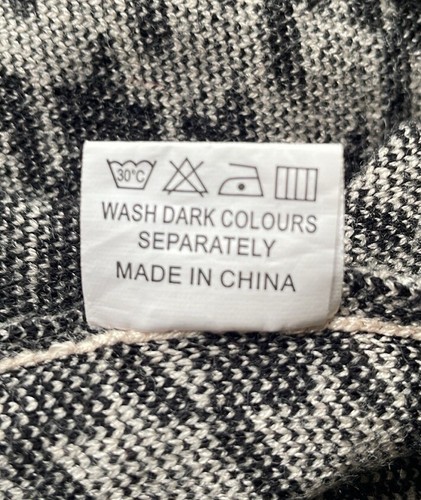 30°C
WASH DARK COLOURS
SEPARATELY
MADE IN CHINA